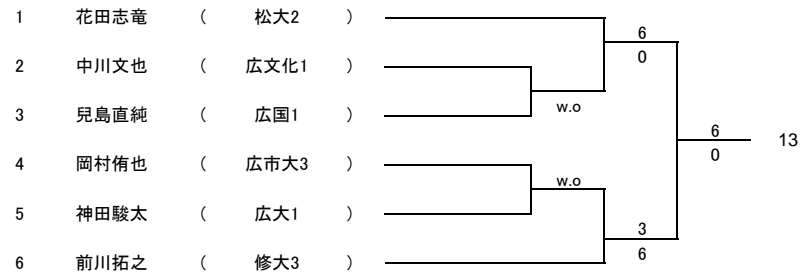 1 花田志竜 ( 松大2 )
6
0
2 中川文也 ( 広文化1 )
w.o
3 兒島直純 ( 広国1 )
6
0
13
4 岡村侑也 ( 広市大3 )
w.o
5 神田駿太 ( 広大1 )
3
6
6 前川拓之 ( 修大3 )